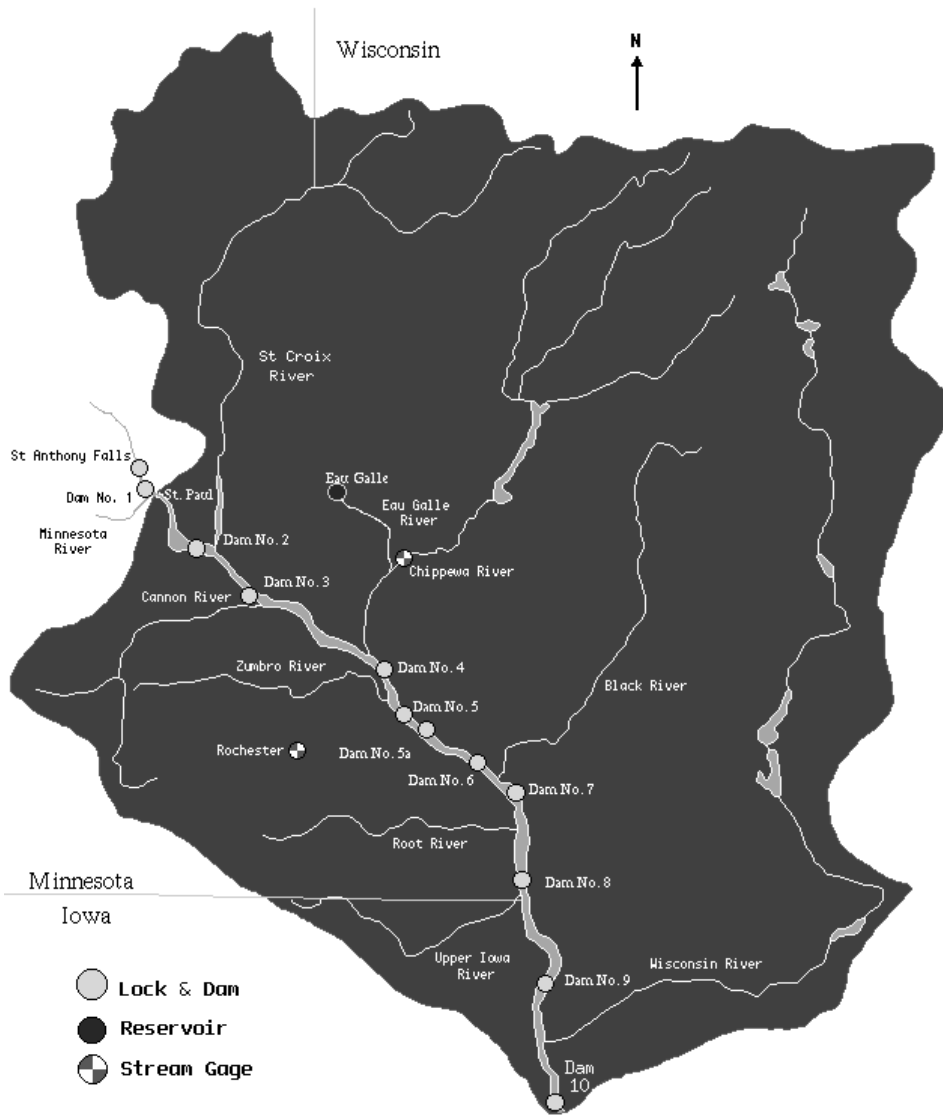 Wisconsin
N
St Croix
River
St Anthony Falls
Dam No. 1
St. Paul
Minnesota
River
Eau Galle
Eau Galle
River
Dam No. 2
Chippewa River
Dam No. 3
Cannon River
Zumbro River
Dam No. 4
Black River
Dam No. 5
Rochester
Dam No. 5a
Dam No. 6
Dam No. 7
Root River
Minnesota
Dam No. 8
Iowa
Upper Iowa
River
Wisconsin River
Dam No. 9
Lock & Dam
Reservoir
Stream Gage
Dam
10